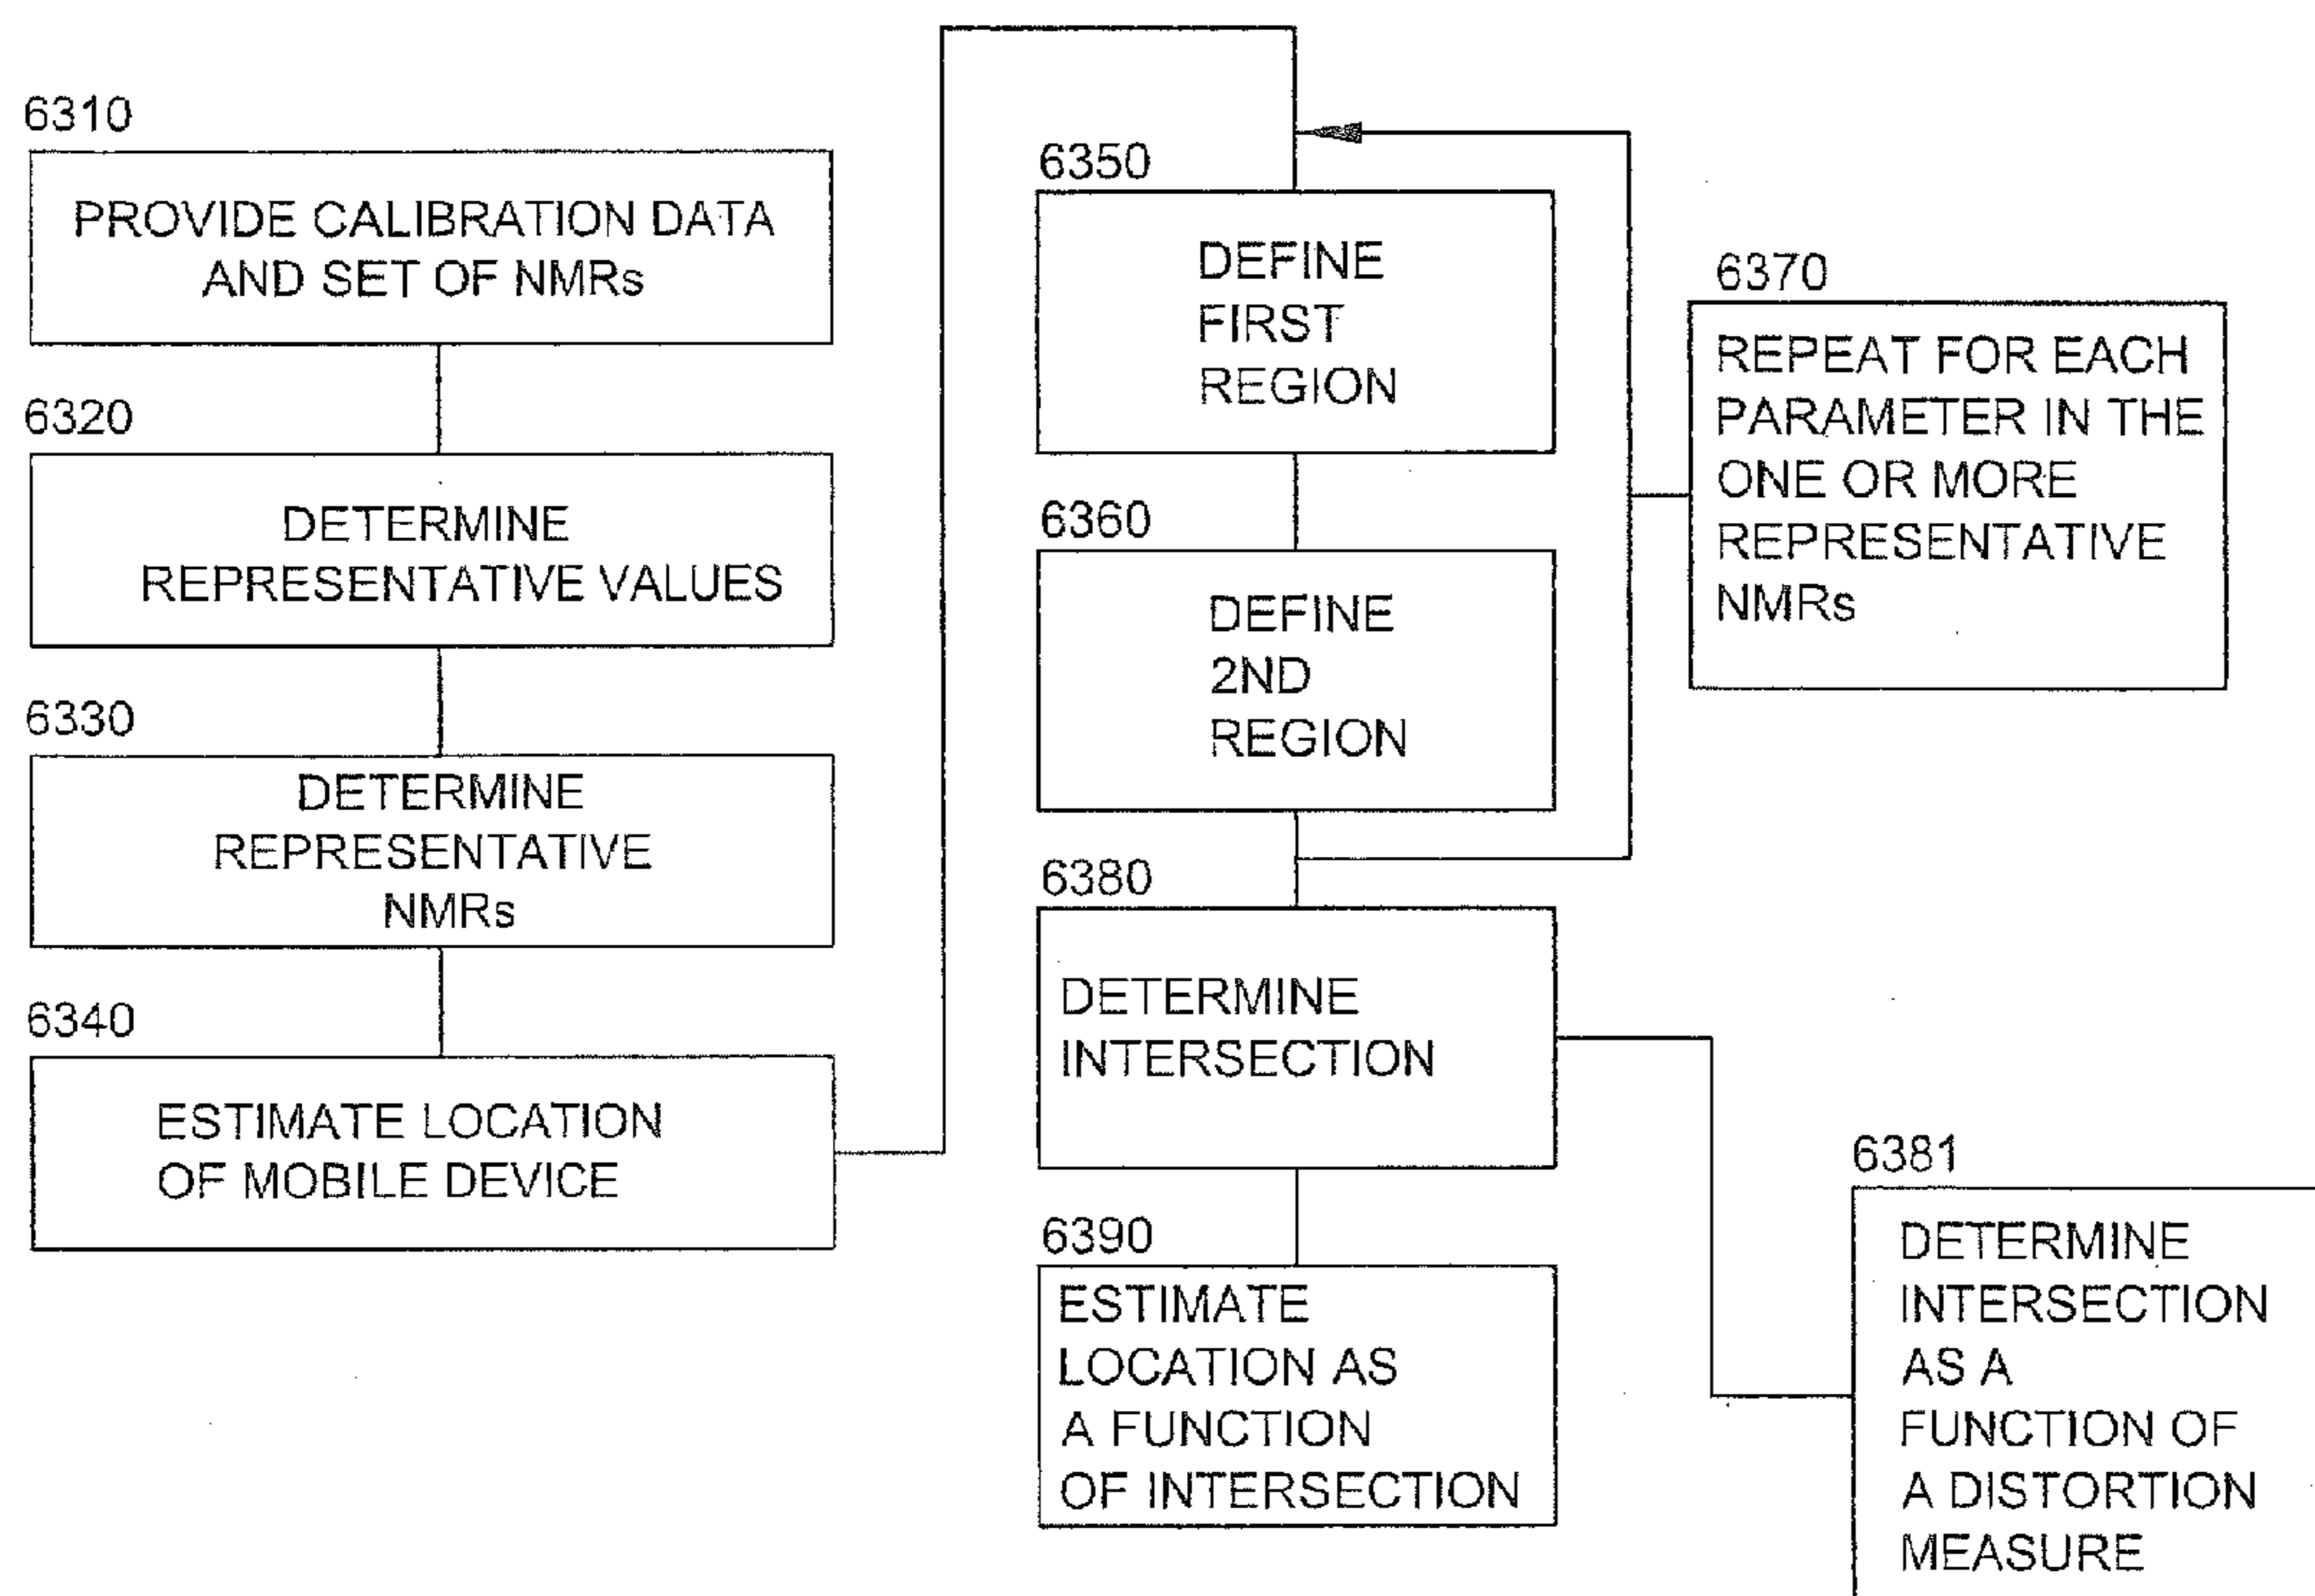 6310
PROVIDE CALIBRATION DATA
AND SET OF NMRs
6320
DETERMINE
REPRESENTATIVE VALUES
6330
DETERMINE
REPRESENTATIVE
NMRs
6340
ESTIMATE LOCATION
OF MOBILE DEVICE
6350
DEFINE
FIRST
REGION
6360
DEFINE
2ND
REGION
6370
REPEAT FOR EACH
PARAMETER IN THE
ONE OR MORE
REPRESENTATIVE
NMRs
6380
DETERMINE
INTERSECTION
6381
DETERMINE
INTERSECTION
AS A
FUNCTION OF
A DISTORTION
MEASURE
6390
ESTIMATE
LOCATION AS
A FUNCTION
OF INTERSECTION